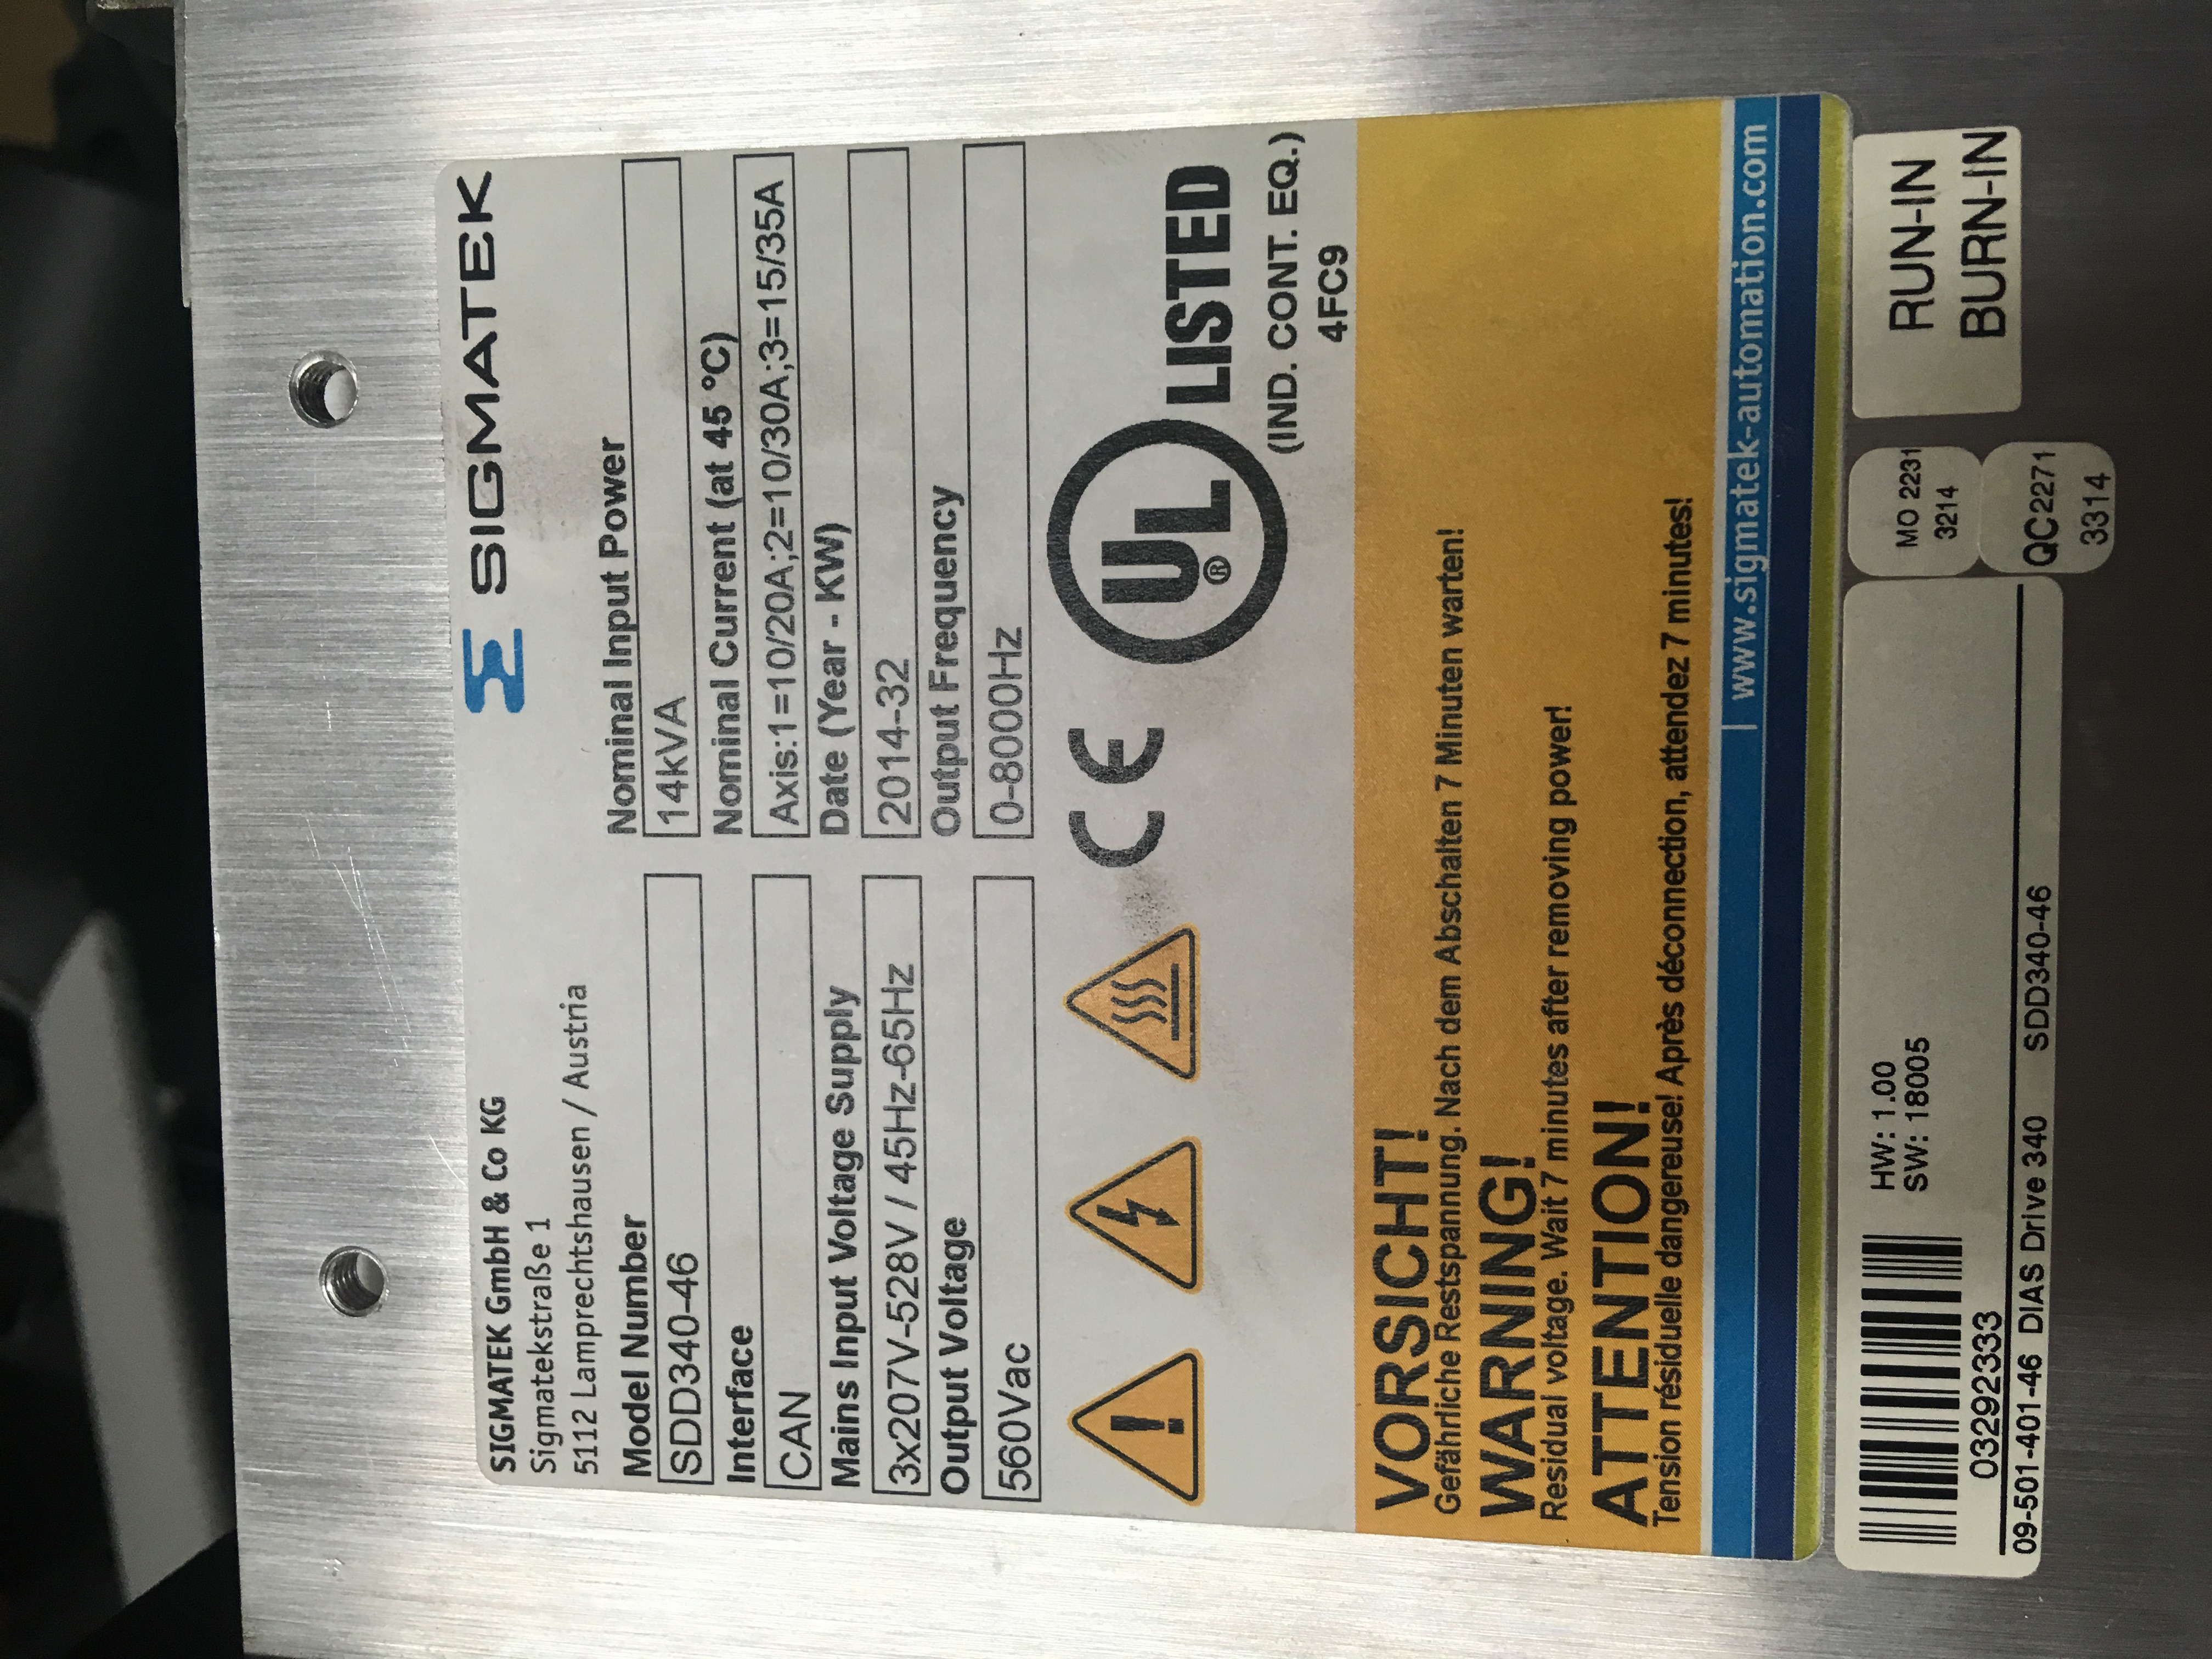 SIGMATEK GmbH & Co KG
Sigmatekstraße 1
5112 Lamprechtshausen / Austria
SIGMATEK
Model Number
SDD340-46
Nominal Input Power
14kVA
Interface
CAN
Nominal Current (at 45 °C)
Axis:1=10/20A;2=10/30A;3=15/35A
Mains Input Voltage Supply
3x207V-528V / 45Hz-65Hz
Date (Year - KW)
2014-32
Output Voltage
560Vac
Output Frequency
0-8000Hz
CE
UL ® LISTED
(IND. CONT. EQ.)
4FC9
VORSICHT!
Gefährliche Restspannung. Nach dem Abschalten 7 Minuten warten!
WARNING!
Residual voltage. Wait 7 minutes after removing power!
ATTENTION!
Tension résiduelle dangereuse! Après déconnection, attendez 7 minutes!
www.sigmatek-automation.com
HW: 1.00
SW: 18005
03292333
09-501-401-46 DIAS Drive 340 SDD340-46
MO 2231
3214
QC2271
3314
RUN-IN
BURN-IN